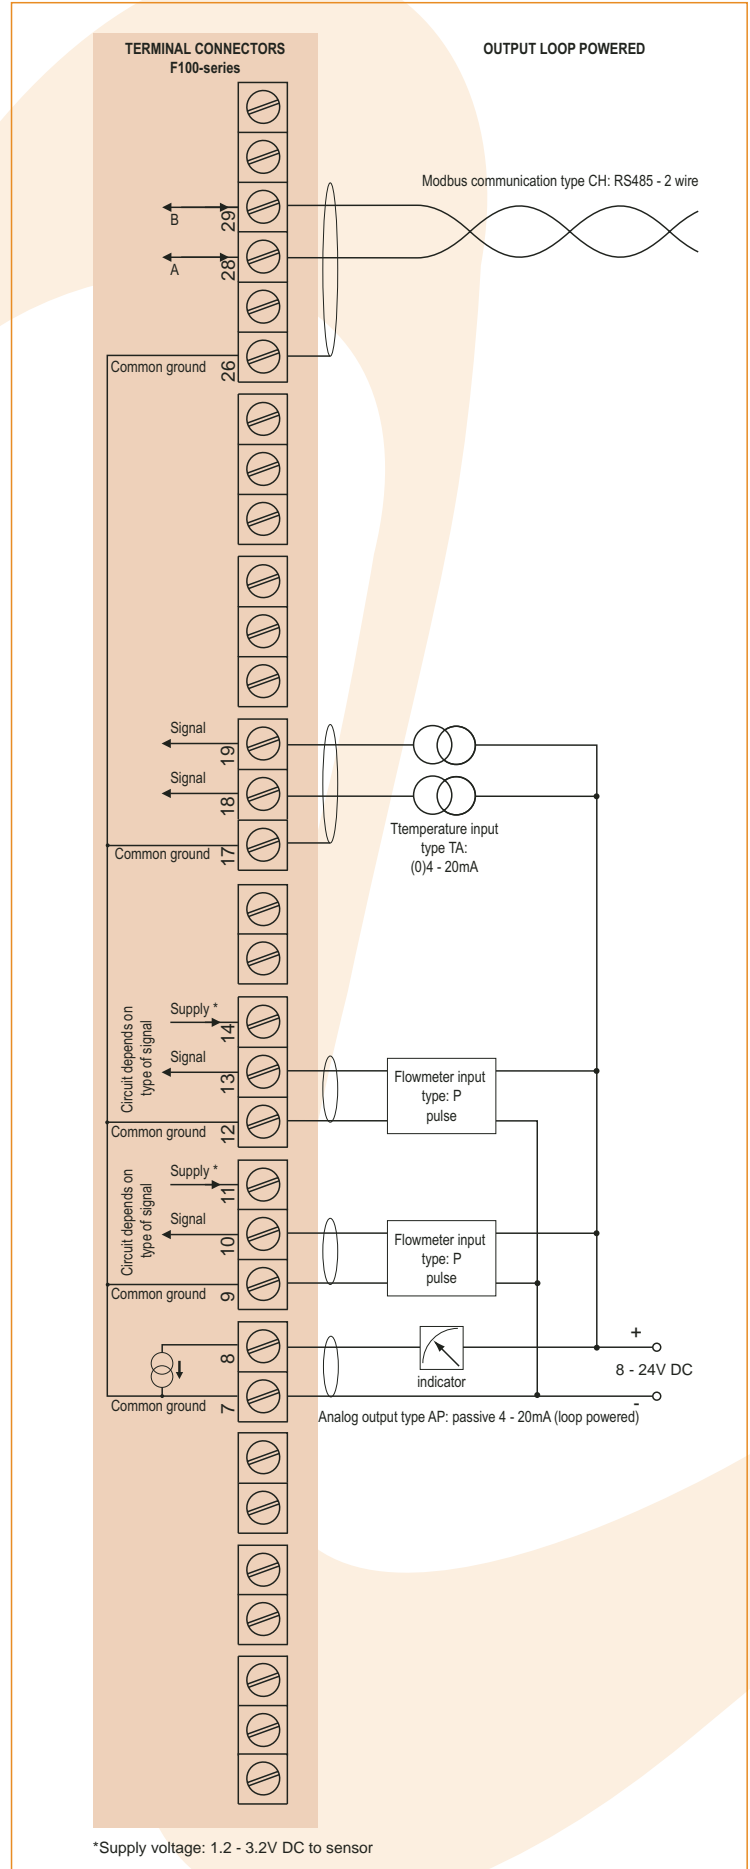 TERMINAL CONNECTORS
F100-series
OUTPUT LOOP POWERED
Modbus communication type CH: RS485 - 2 wire
B
29
A
28
Common ground
26
Signal
19
Signal
18
Common ground
17
Ttemperature input
type TA:
(0)4 - 20mA
Circuit depends on
type of signal
Supply *
14
Signal
13
Common ground
12
Flowmeter input
type: P
pulse
Circuit depends on
type of signal
Supply *
11
Signal
10
Common ground
9
Flowmeter input
type: P
pulse
8
indicator
+
8 - 24V DC
-
Common ground
7
Analog output type AP: passive 4 - 20mA (loop powered)
*Supply voltage: 1.2 - 3.2V DC to sensor